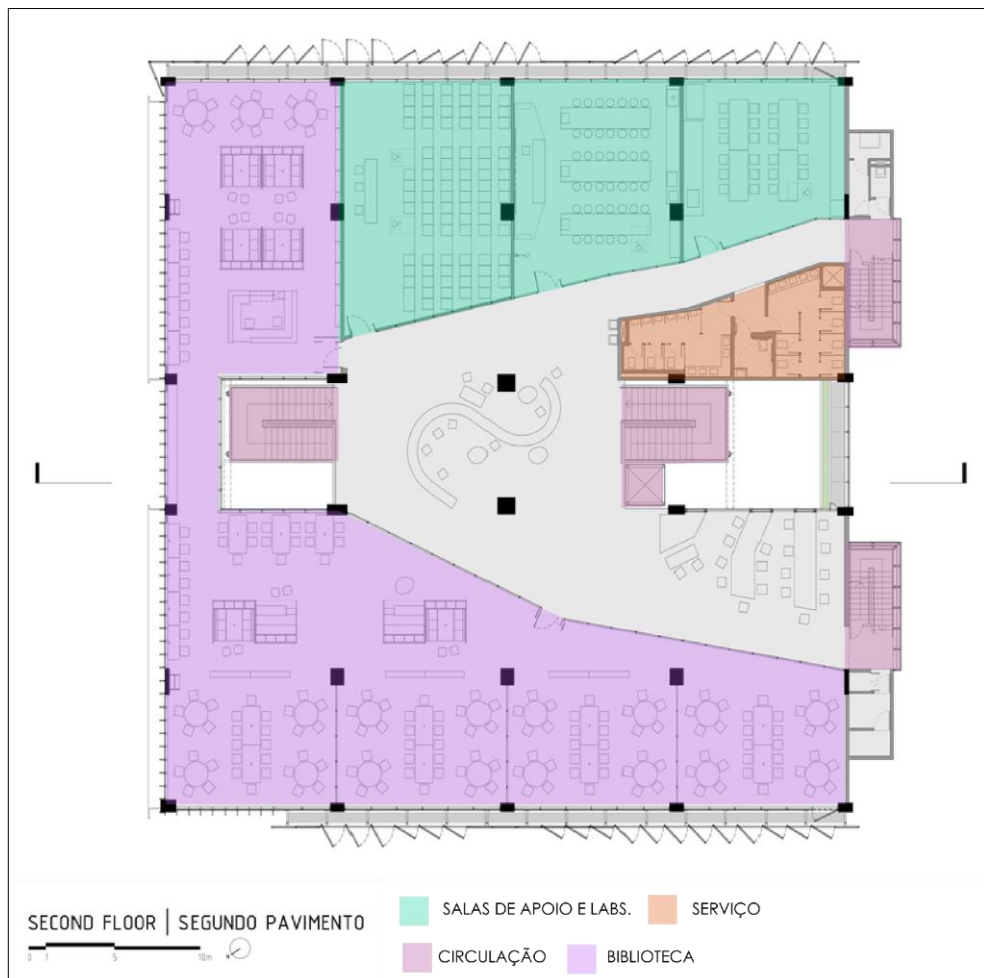 SECOND FLOOR | SEGUNDO PAVIMENTO
0 1 5 10m
N
SALAS DE APOIO E LABS.
SERVIÇO
CIRCULAÇÃO
BIBLIOTECA